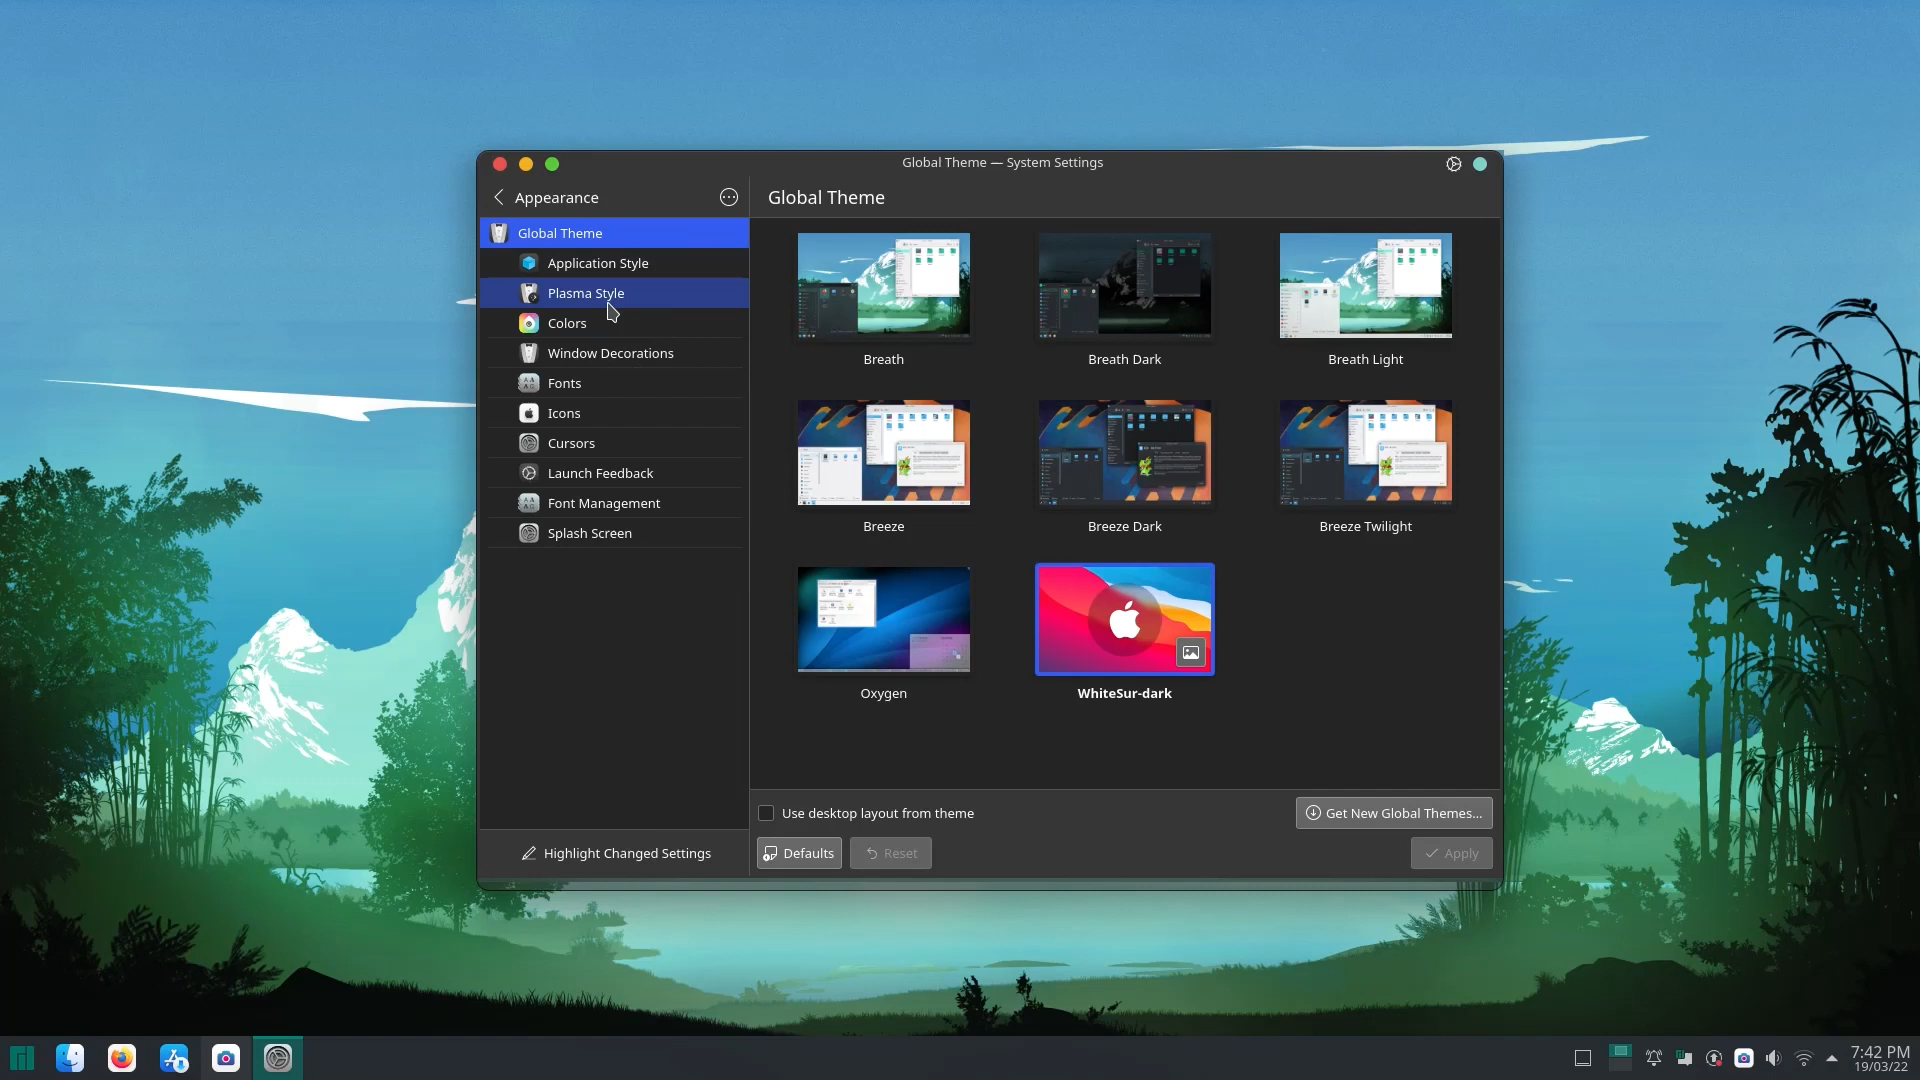 Global Theme — System Settings
Appearance
Global Theme
Global Theme
Application Style
Plasma Style
Colors
Window Decorations
Fonts
Icons
Cursors
Launch Feedback
Font Management
Splash Screen
Highlight Changed Settings
Breath
Breath Dark
Breath Light
Breeze
Breeze Dark
Breeze Twilight
Oxygen
WhiteSur-dark
Use desktop layout from theme
Get New Global Themes...
Defaults
Reset
Apply
7:42 PM
19/03/22